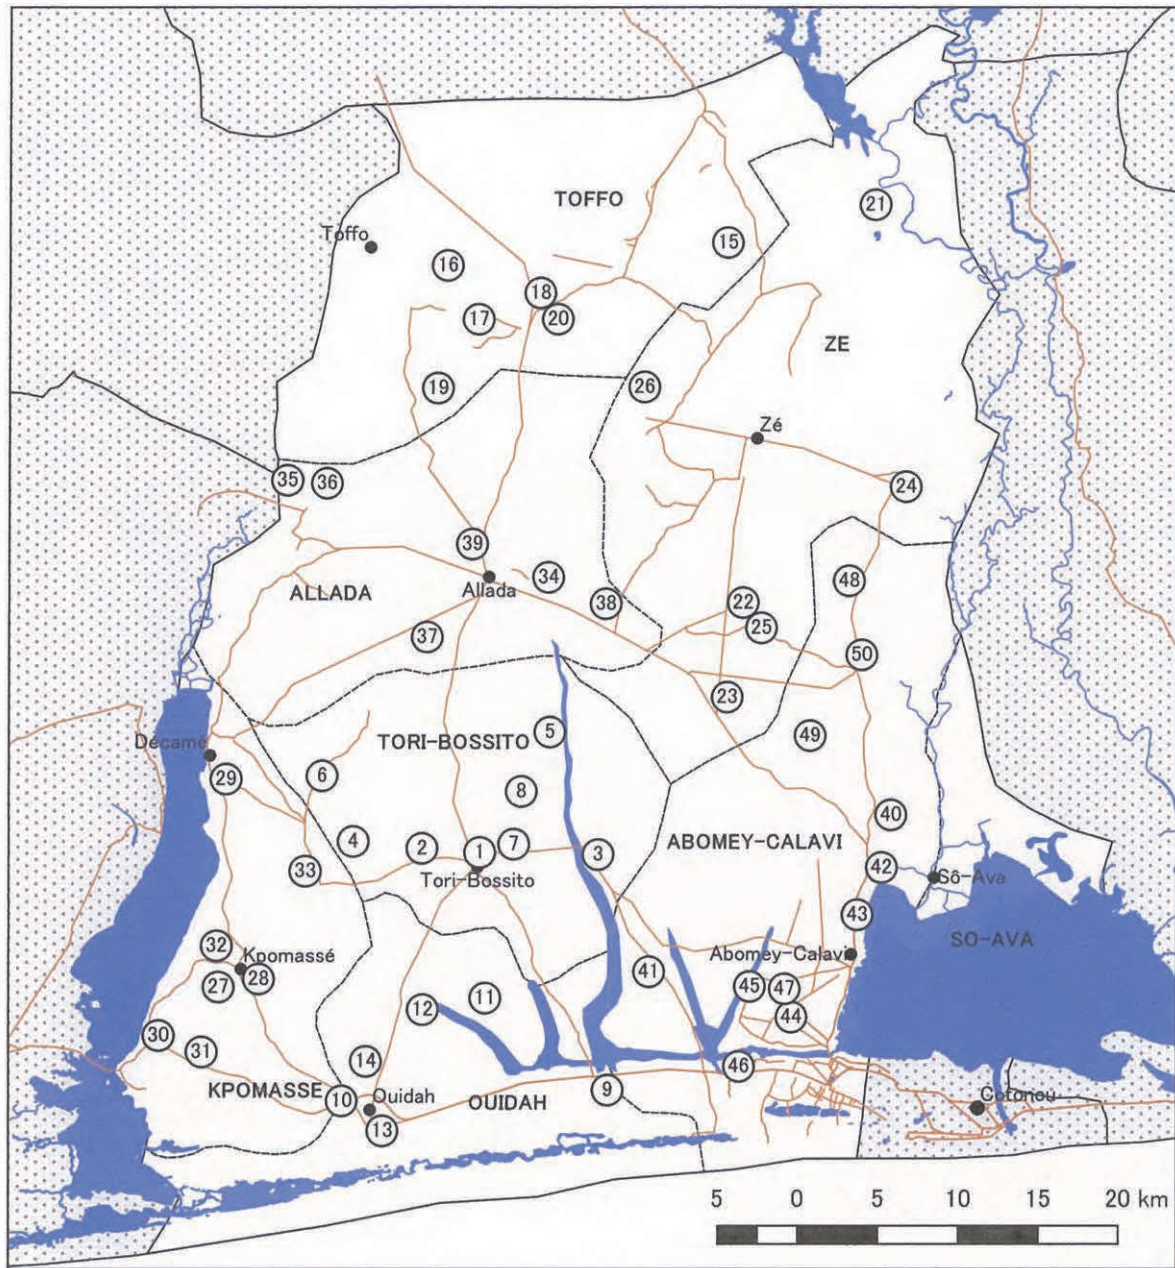 TOFFO
21
Toffo
15
16
18
17
20
ZE
19
26
Zé
35
36
24
39
34
Allada
48
ALLADA
38
22
25
37
50
23
5
TORI-BOSSITO
49
Décamè
6
29
8
40
4
2
1
7
3
ABOMEY-CALAVI
33
Tori-Bossito
42
Sô-Ava
43
SO-AVA
32
Kpomassé
Abomey-Calavi
41
27
28
45
47
12
11
44
30
31
14
46
KPOMASSE
10
Ouidah
OUIDAH
9
Cotonou
13
5 0 5 10 15 20 km